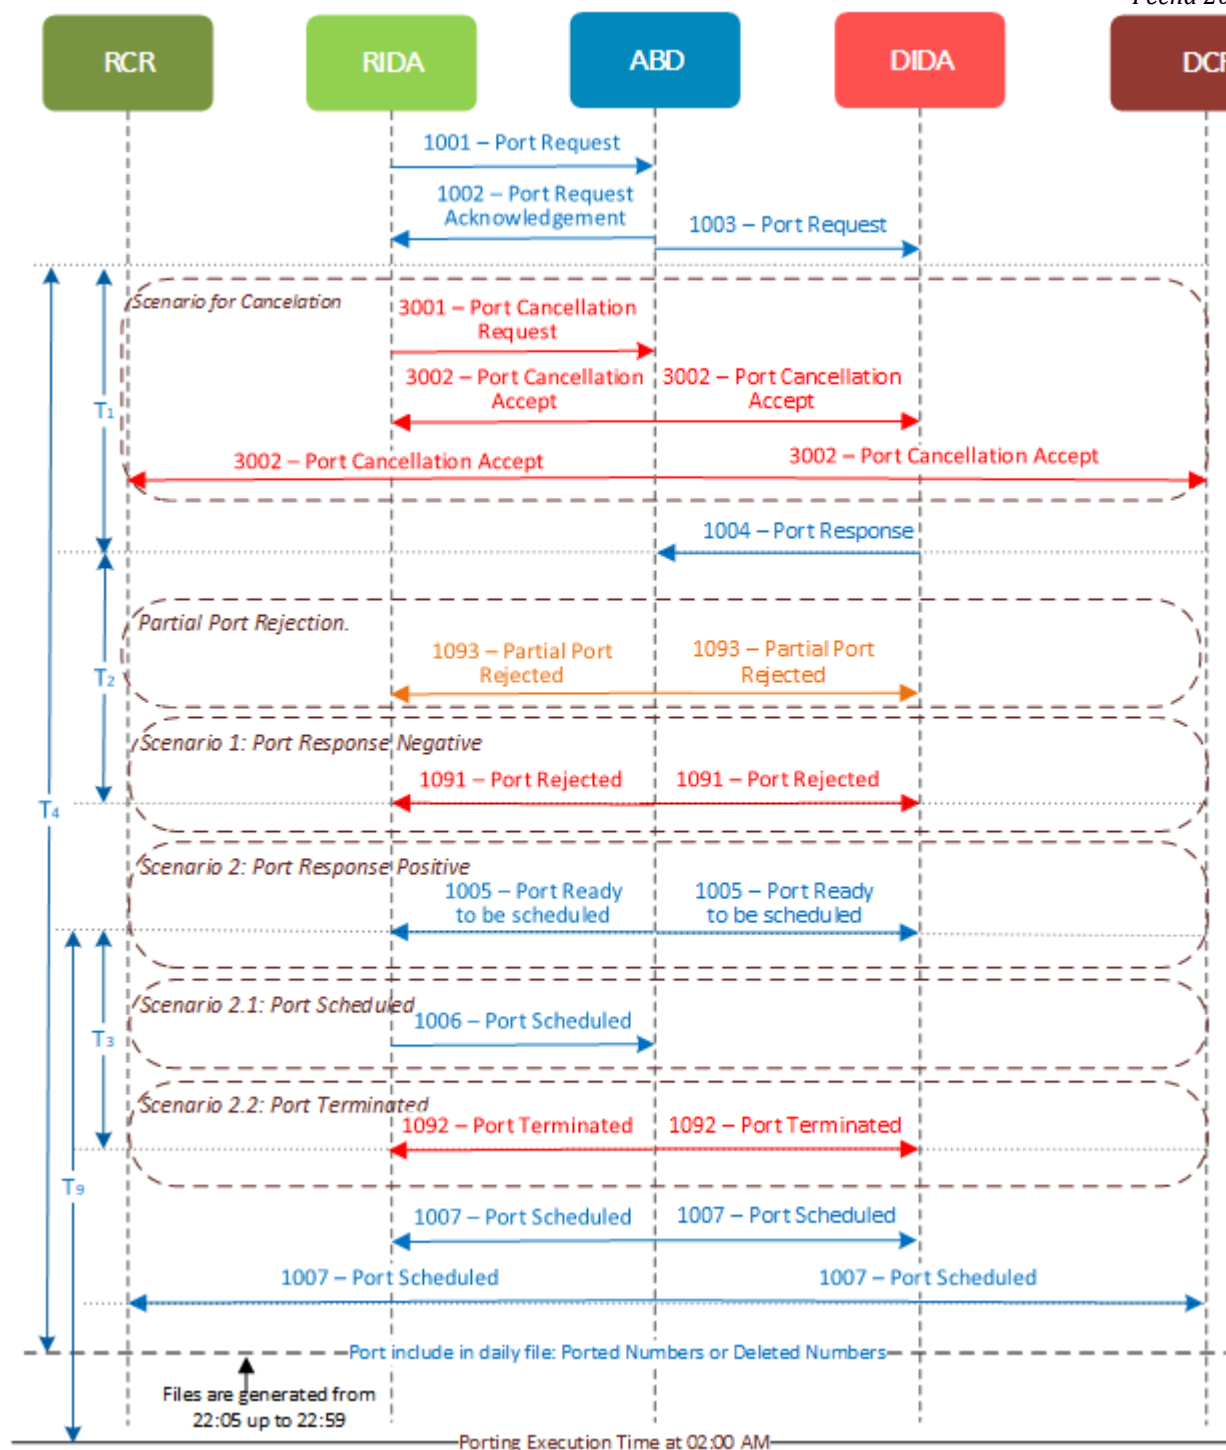 RCR
RIDA
ABD
DIDA
1001 – Port Request
1002 – Port Request
Acknowledgement
1003 – Port Request
Scenario for Cancelation
3001 – Port Cancellation
Request
3002 – Port Cancellation
Accept
3002 – Port Cancellation
Accept
T1
3002 – Port Cancellation Accept
3002 – Port Cancellation Accept
1004 – Port Response
Partial Port Rejection.
1093 – Partial Port
Rejected
1093 – Partial Port
Rejected
T2
Scenario 1: Port Response Negative
1091 – Port Rejected
1091 – Port Rejected
T4
Scenario 2: Port Response Positive
1005 – Port Ready
to be scheduled
1005 – Port Ready
to be scheduled
Scenario 2.1: Port Scheduled
1006 – Port Scheduled
T3
Scenario 2.2: Port Terminated
1092 – Port Terminated
1092 – Port Terminated
T9
1007 – Port Scheduled
1007 – Port Scheduled
1007 – Port Scheduled
1007 – Port Scheduled
Port include in daily file: Ported Numbers or Deleted Numbers
Files are generated from
22:05 up to 22:59
Porting Execution Time at 02:00 AM